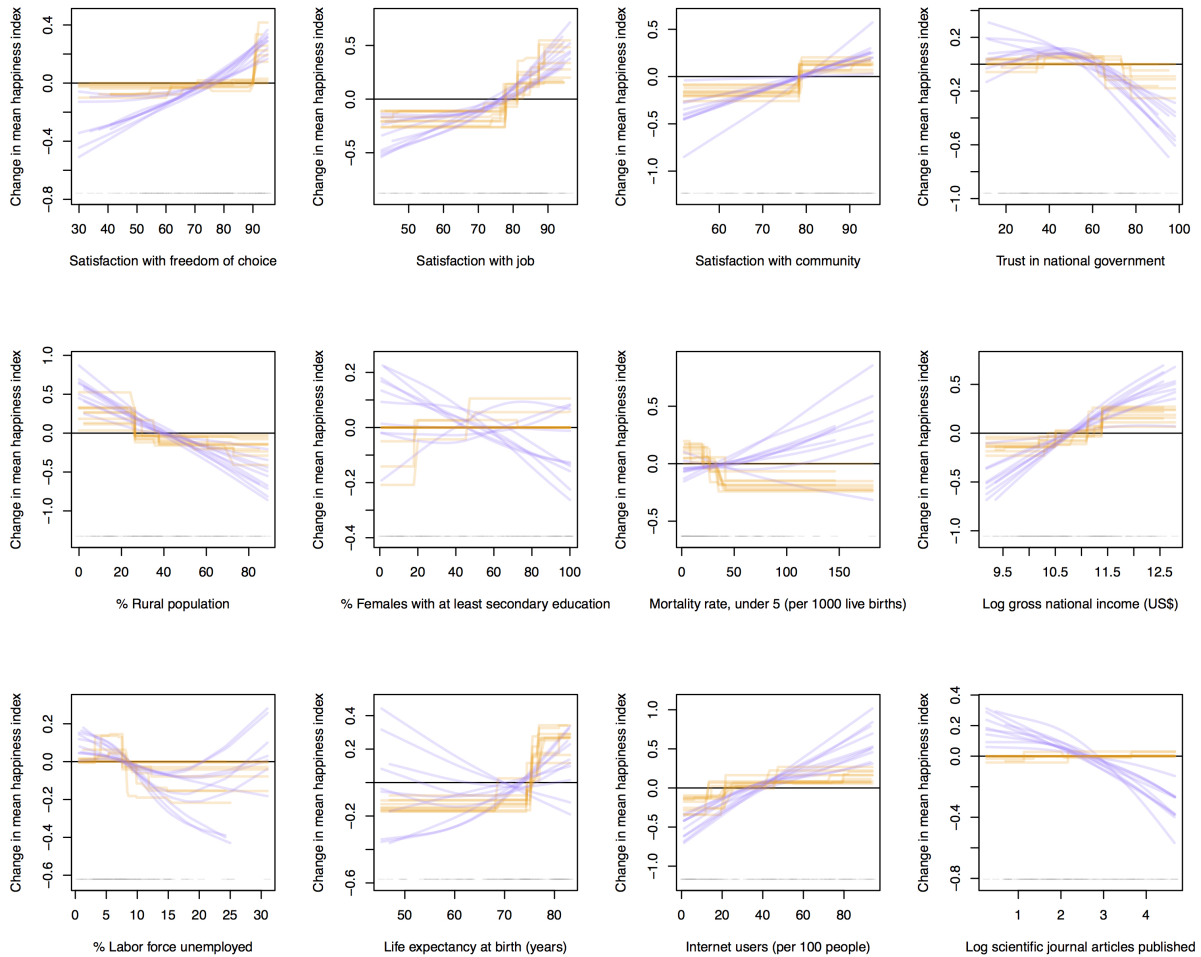 Change in mean happiness index
0.4
0.0
−0.4
−0.8
30 40 50 60 70 80 90
Satisfaction with freedom of choice
Change in mean happiness index
0.5
0.0
−0.5
50 60 70 80 90
Satisfaction with job
Change in mean happiness index
0.5
0.0
−0.5
−1.0
60 70 80 90
Satisfaction with community
Change in mean happiness index
0.2
−0.2
−0.6
−1.0
20 40 60 80 100
Trust in national government
Change in mean happiness index
1.0
0.5
0.0
−0.5
−1.0
0 20 40 60 80
% Rural population
Change in mean happiness index
0.2
0.0
−0.2
−0.4
0 20 40 60 80 100
% Females with at least secondary education
Change in mean happiness index
0.5
0.0
−0.5
0 50 100 150
Mortality rate, under 5 (per 1000 live births)
Change in mean happiness index
0.5
0.0
−0.5
−1.0
9.5 10.5 11.5 12.5
Log gross national income (US$)
Change in mean happiness index
0.2
0.0
−0.2
−0.4
−0.6
0 5 10 15 20 25 30
% Labor force unemployed
Change in mean happiness index
0.4
0.2
−0.2
−0.6
50 60 70 80
Life expectancy at birth (years)
Change in mean happiness index
1.0
0.5
0.0
−0.5
−1.0
0 20 40 60 80
Internet users (per 100 people)
Change in mean happiness index
0.4
0.0
−0.4
−0.8
1 2 3 4
Log scientific journal articles published